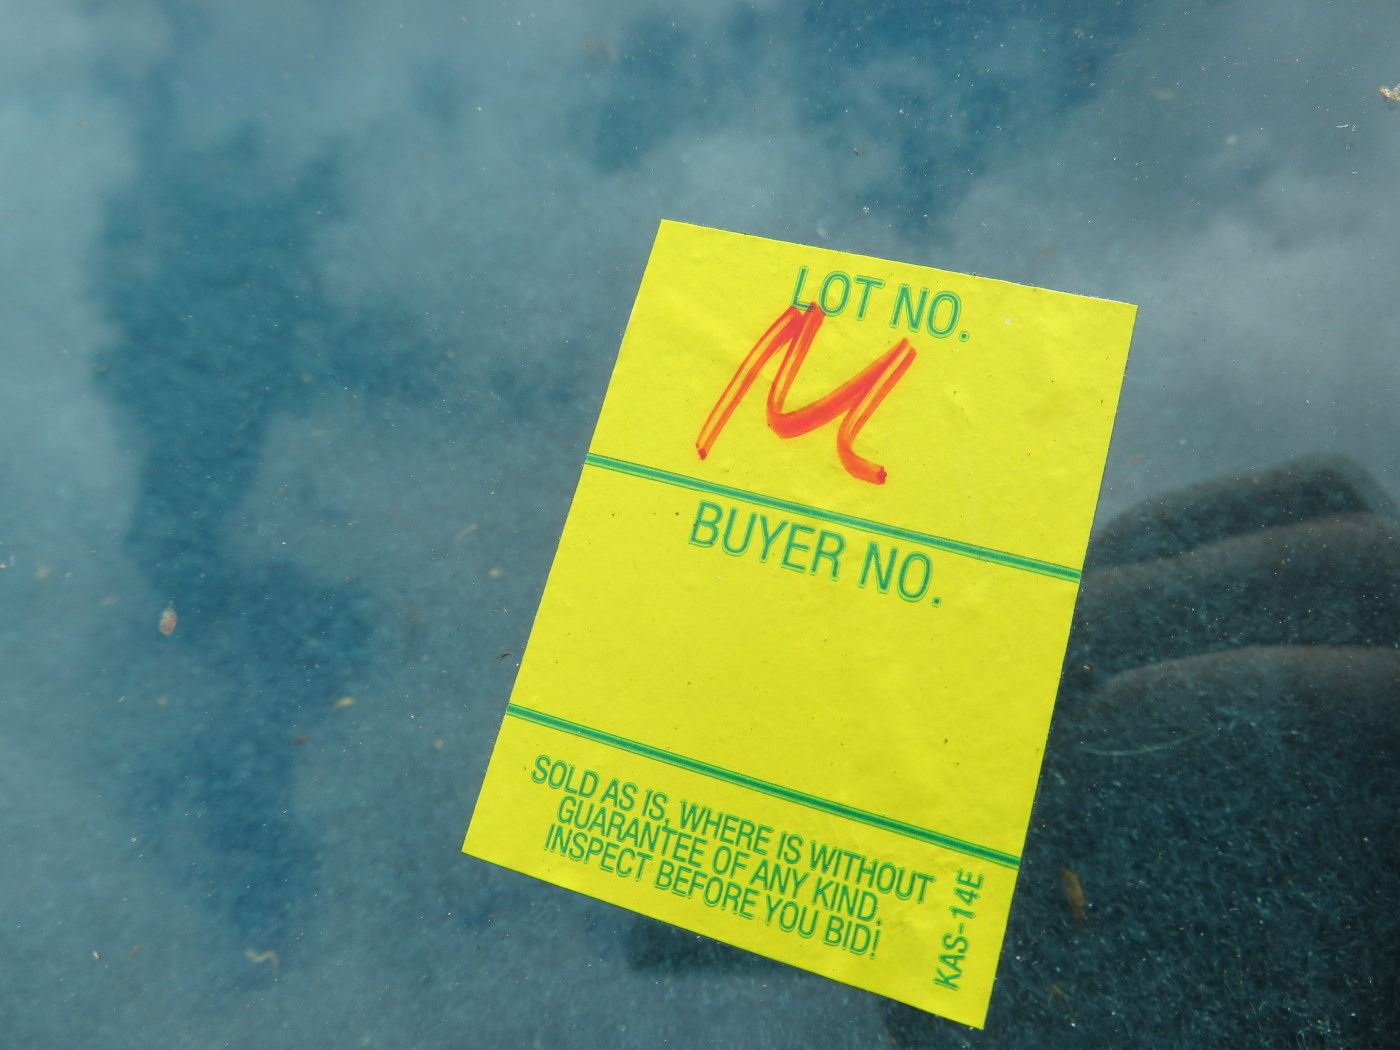 LOT NO.
M
BUYER NO.
SOLD AS IS, WHERE IS WITHOUT
GUARANTEE OF ANY KIND.
INSPECT BEFORE YOU BID!
KAS-14E